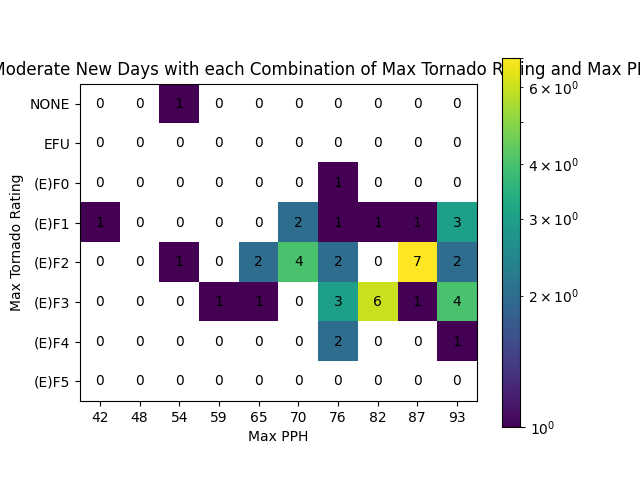 Moderate New Days with each Combination of Max Tornado Rating and Max PP
NONE 0 0 1 0 0 0 0 0 0 0
EFU 0 0 0 0 0 0 0 0 0 0
(E)F0 0 0 0 0 0 0 1 0 0 0
(E)F1 1 0 0 0 0 2 1 1 1 3
(E)F2 0 0 1 0 2 4 2 0 7 2
(E)F3 0 0 0 1 1 0 3 6 1 4
(E)F4 0 0 0 0 0 0 2 0 0 1
(E)F5 0 0 0 0 0 0 0 0 0 0
42 48 54 59 65 70 76 82 87 93
Max PPH
Max Tornado Rating
6 × 10⁰
4 × 10⁰
3 × 10⁰
2 × 10⁰
10⁰